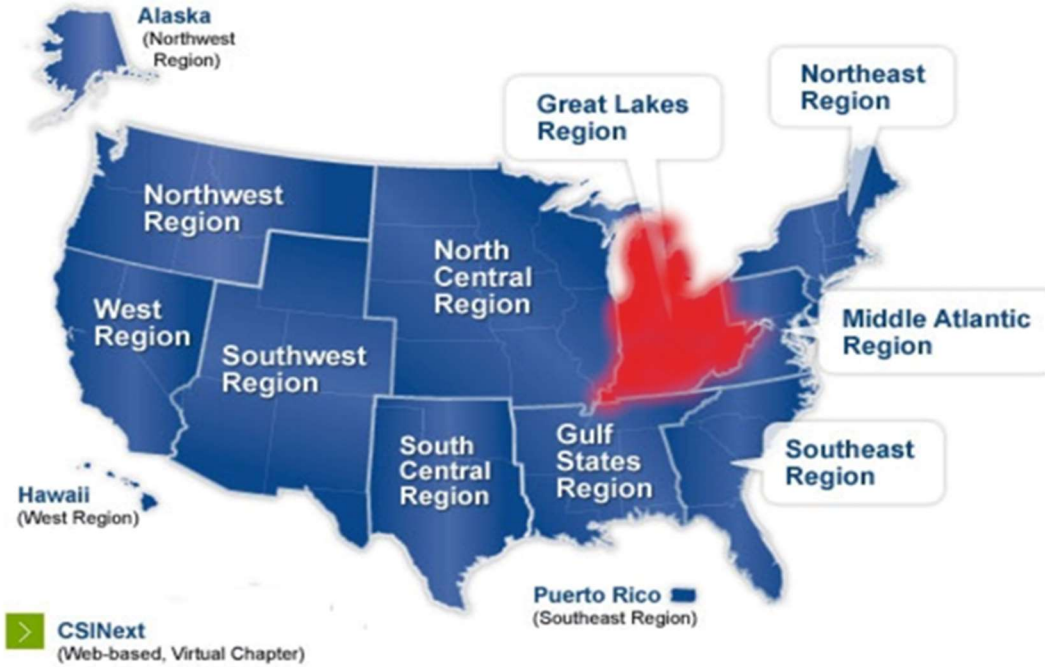 Alaska
(Northwest
Region)
Great Lakes
Region
Northeast
Region
Northwest
Region
North
Central
Region
West
Region
Southwest
Region
Middle Atlantic
Region
South
Central
Region
Gulf
States
Region
Southeast
Region
Hawaii
(West Region)
Puerto Rico
(Southeast Region)
CSINext
(Web-based, Virtual Chapter)